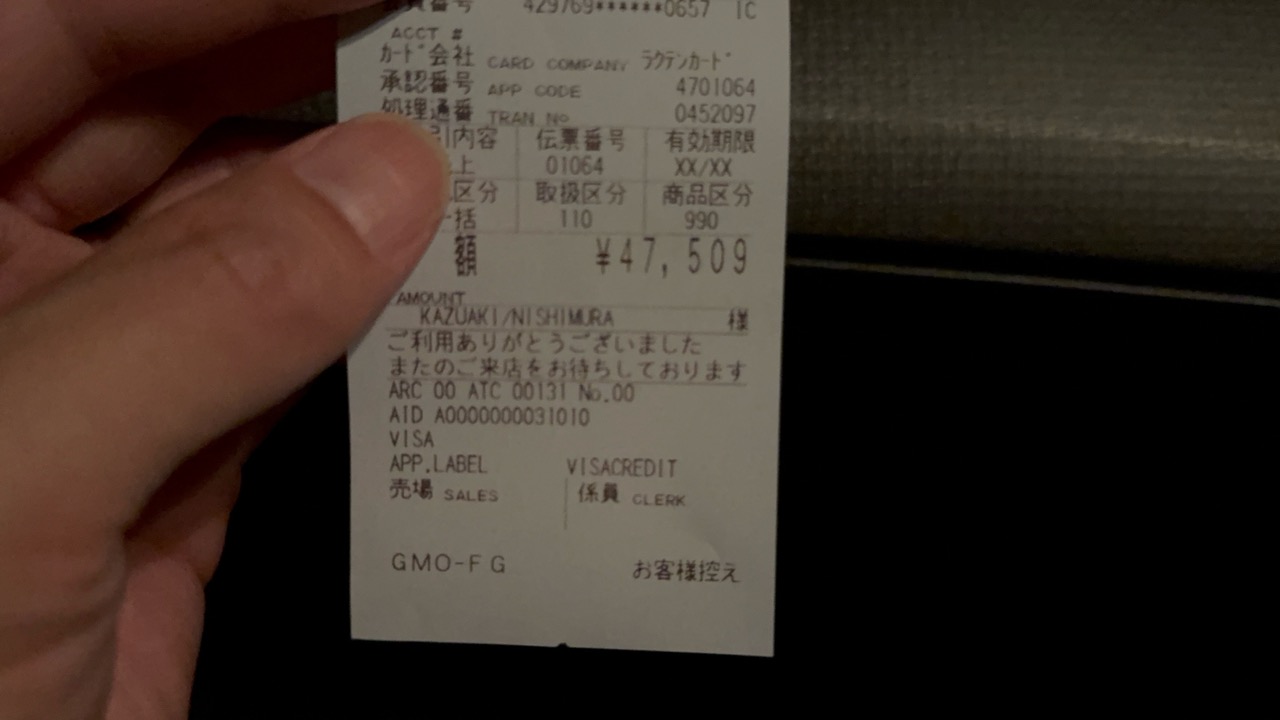 番号 429769******0657 IC
ACCT #
ｶｰﾄﾞ会社 CARD COMPANY ﾗｸﾃﾝｶｰﾄﾞ
承認番号 APP CODE 4701064
処理通番 TRAN No 0452097
引内容 伝票番号 有効期限
上 01064 XX/XX
区分 取扱区分 商品区分
括 110 990
額 ¥47,509
AMOUNT
KAZUAKI/NISHIMURA 様
ご利用ありがとうございました
またのご来店をお待ちしております
ARC 00 ATC 00131 No.00
AID A0000000031010
VISA
APP.LABEL VISACREDIT
売場 SALES 係員 CLERK
GMO-FG お客様控え